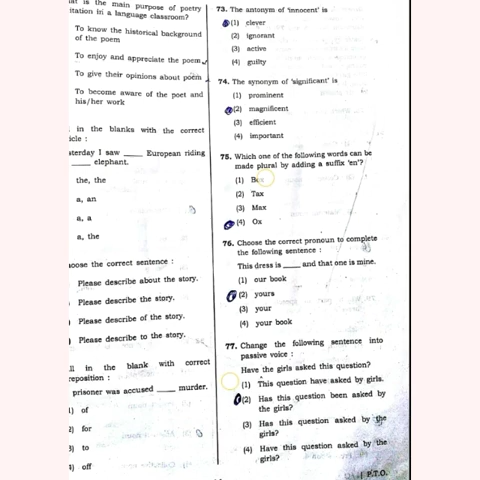 at is the main purpose of poetry
itation in a language classroom?
To know the historical background
of the poem
To enjoy and appreciate the poem
To give their opinions about poem
To become aware of the poet and
his/her work
in the blanks with the correct
icle :
sterday I saw ____ European riding
____ elephant.
the, the
a, an
a, a
a, the
oose the correct sentence :
Please describe about the story.
) Please describe the story.
) Please describe of the story.
) Please describe to the story.
ll in the blank with correct
reposition :
prisoner was accused ____ murder.
1) of
2) for
3) to
4) off
73. The antonym of 'innocent' is
(1) clever
(2) ignorant
(3) active
(4) guilty
74. The synonym of 'significant' is
(1) prominent
(2) magnificent
(3) efficient
(4) important
75. Which one of the following words can be
made plural by adding a suffix 'en'?
(1) Box
(2) Tax
(3) Max
(4) Ox
76. Choose the correct pronoun to complete
the following sentence :
This dress is ____ and that one is mine.
(1) our book
(2) yours
(3) your
(4) your book
77. Change the following sentence into
passive voice :
Have the girls asked this question?
(1) This question have asked by girls.
(2) Has this question been asked by
the girls?
(3) Has this question asked by the
girls?
(4) Have this question asked by the
girls?
[ P.T.O.